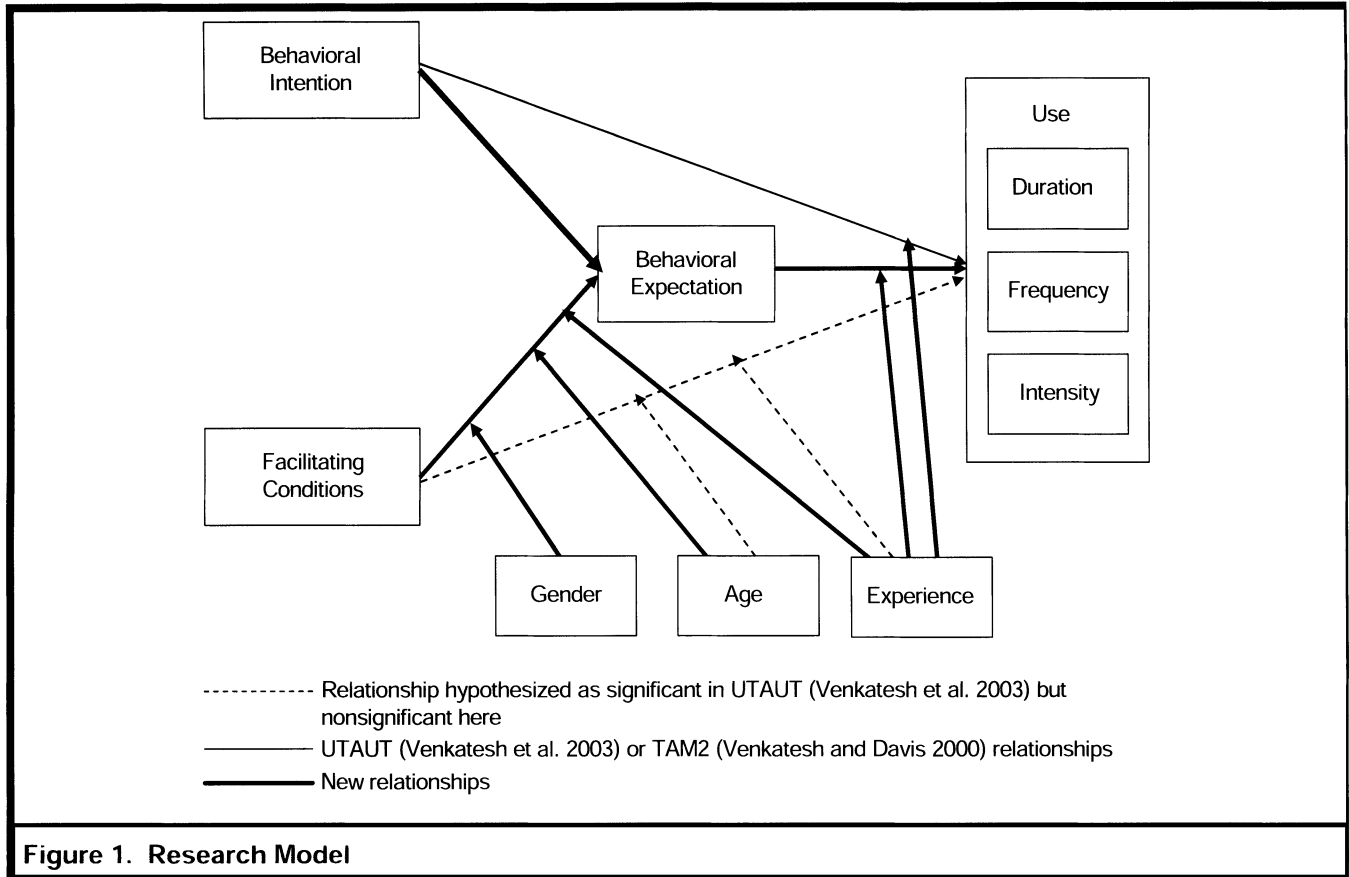 Behavioral
Intention
Use
Duration
Behavioral
Expectation
Frequency
Intensity
Facilitating
Conditions
Gender
Age
Experience
Relationship hypothesized as significant in UTAUT (Venkatesh et al. 2003) but
nonsignificant here
UTAUT (Venkatesh et al. 2003) or TAM2 (Venkatesh and Davis 2000) relationships
New relationships
Figure 1. Research Model